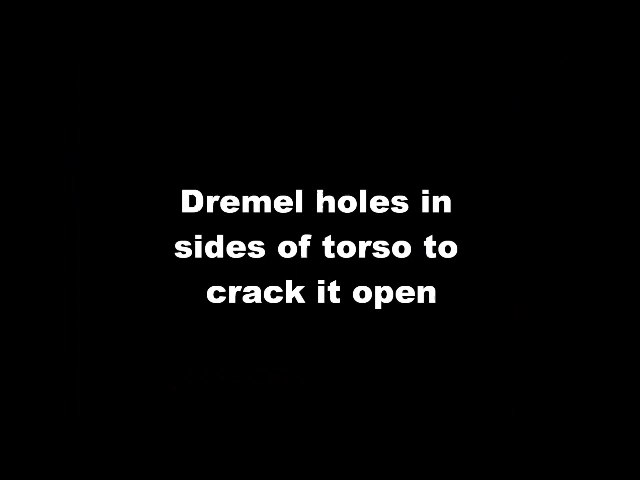 Dremel holes in
sides of torso to
crack it open